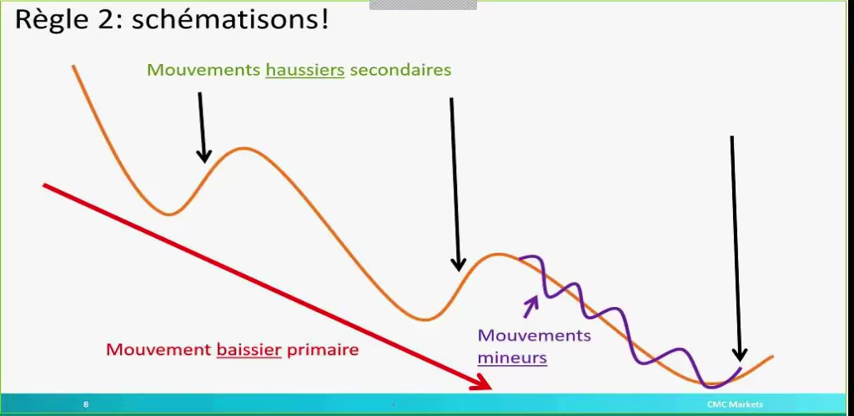 Règle 2: schématisons!
Mouvements haussiers secondaires
Mouvements
mineurs
Mouvement baissier primaire
8
CMC Markets